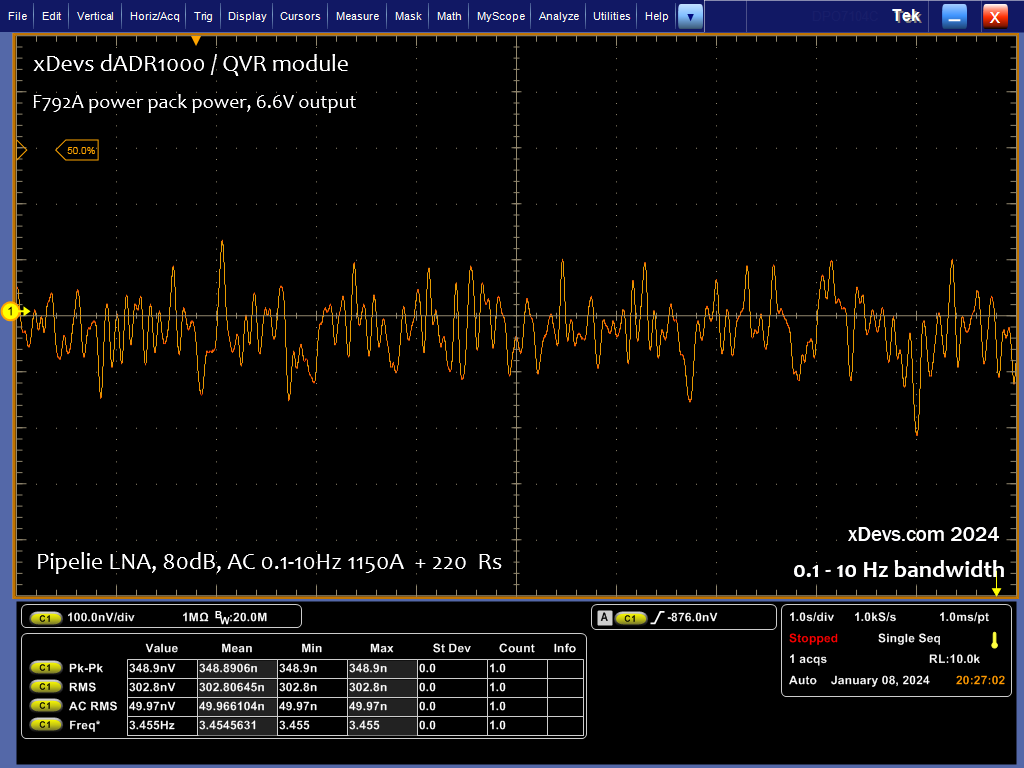 File Edit Vertical Horiz/Acq Trig Display Cursors Measure Mask Math MyScope Analyze Utilities Help Tek X
xDevs dADR1000 / QVR module
F792A power pack power, 6.6V output
50.0%
1
xDevs.com 2024
Pipelie LNA, 80dB, AC 0.1-10Hz 1150A + 220 Rs
0.1 - 10 Hz bandwidth
C1 100.0mV/div 1MΩ BW:20.0M
A C1 -876.0nV
1.0s/div 1.0kS/s 1.0ms/pt
Stopped Single Seq
1 acqs RL:10.0k
Auto January 08, 2024 20:27:02
Value Mean Min Max St Dev Count Info
C1 Pk-Pk 348.9nV 348.8906n 348.9n 348.9n 0.0 1.0
C1 RMS 302.8nV 302.80645n 302.8n 302.8n 0.0 1.0
C1 AC RMS 49.97nV 49.966104n 49.97n 49.97n 0.0 1.0
C1 Freq* 3.455Hz 3.4545631 3.455 3.455 0.0 1.0